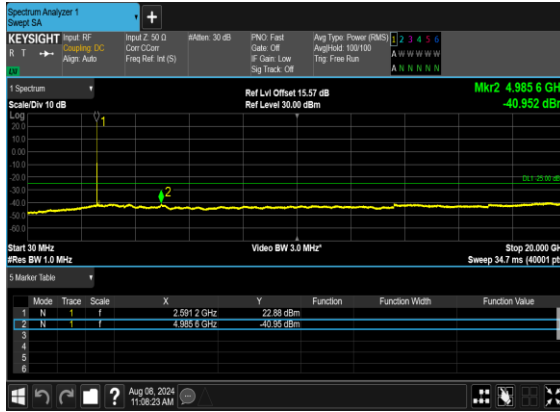 Spectrum Analyzer 1
Swept SA
+
KEYSIGHT Input: RF Input Z: 50 Ω #Atten: 30 dB PNO: Fast Avg Type: Power (RMS) 1 2 3 4 5 6
R T Coupling: DC Corr CCorr Gate: Off Avg|Hold: 100/100 A W W W W W
Align: Auto Freq Ref: Int (S) IF Gain: Low Trig: Free Run
LU Sig Track: Off A N N N N N
1 Spectrum Ref Lvl Offset 15.57 dB Mkr2 4.985 6 GH
Scale/Div 10 dB Ref Level 30.00 dBm -40.952 dBm
Log
1
20.0
10.0
0.00
-10.0
-20.0 DL1 -25.00 dB
-30.0
2
-40.0
-50.0
-60.0
Start 30 MHz Video BW 3.0 MHz* Stop 20.000 GH
#Res BW 1.0 MHz Sweep 34.7 ms (40001 pts
5 Marker Table
Mode Trace Scale X Y Function Function Width Function Value
1 N 1 f 2.591 2 GHz 22.88 dBm
2 N 1 f 4.985 6 GHz -40.95 dBm
3
4
5
6
? Aug 08, 2024
11:08:23 AM